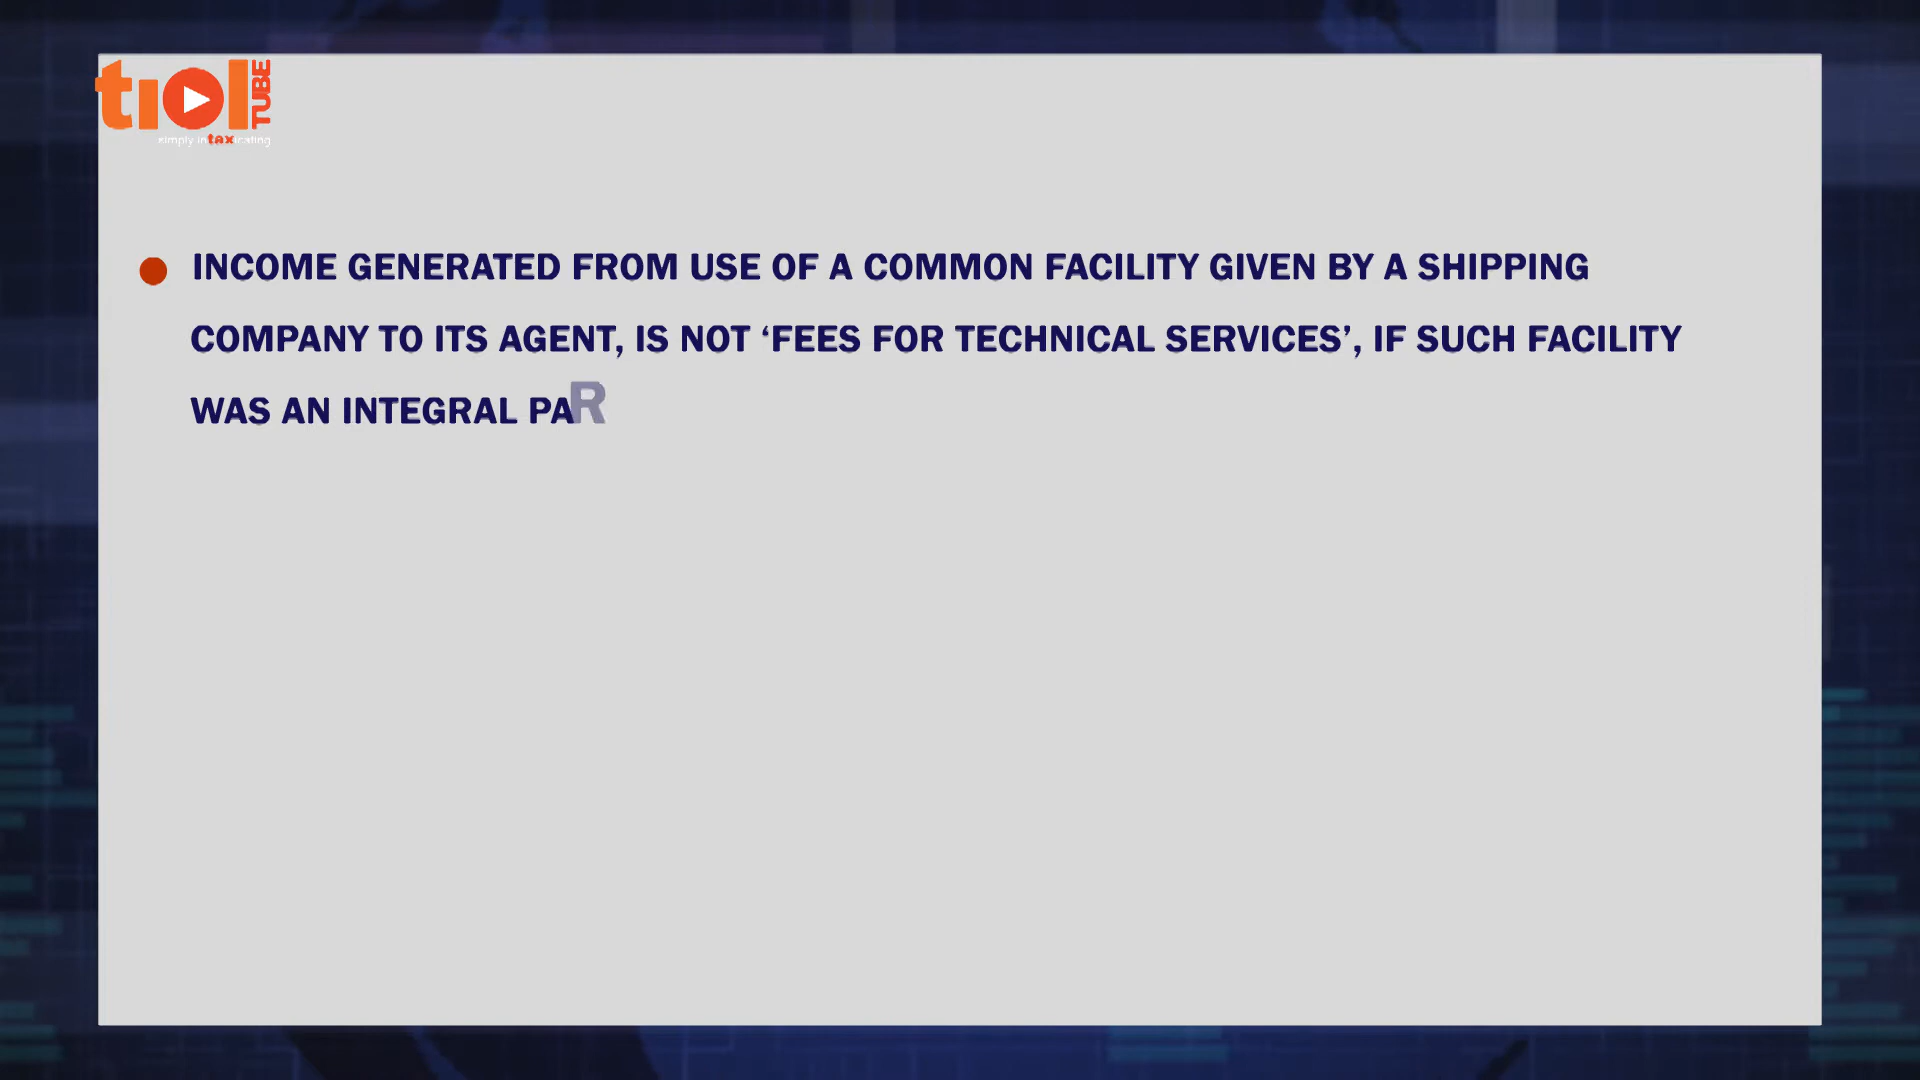 tiol TUBE
simply intaxicating
INCOME GENERATED FROM USE OF A COMMON FACILITY GIVEN BY A SHIPPING
COMPANY TO ITS AGENT, IS NOT ‘FEES FOR TECHNICAL SERVICES’, IF SUCH FACILITY
WAS AN INTEGRAL PAR